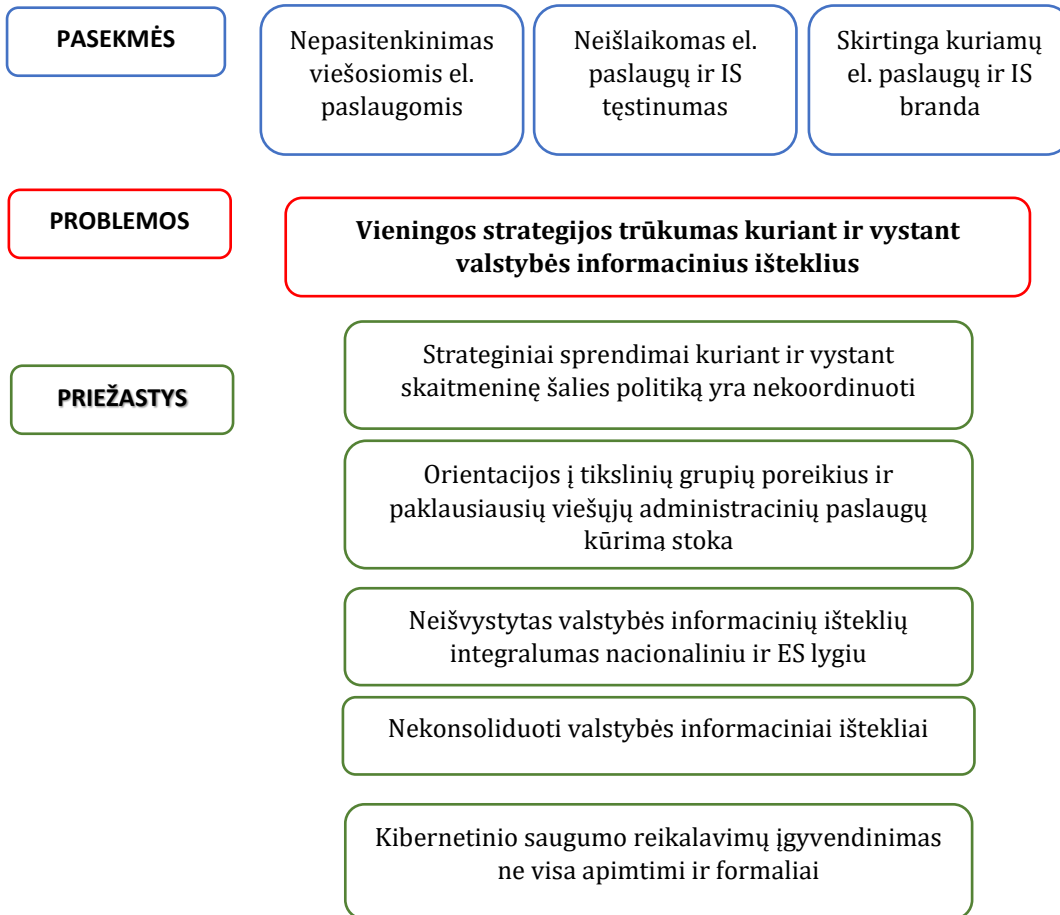 PASEKMĖS
Nepasitenkinimas
viešosiomis el.
paslaugomis
Neišlaikomas el.
paslaugų ir IS
tęstinumas
Skirtinga kuriamų
el. paslaugų ir IS
branda
PROBLEMOS
Vieningos strategijos trūkumas kuriant ir vystant
valstybės informacinius išteklius
PRIEŽASTYS
Strateginiai sprendimai kuriant ir vystant
skaitmeninę šalies politiką yra nekoordinuoti
Orientacijos į tikslinių grupių poreikius ir
paklausiausių viešųjų administracinių paslaugų
kūrimą stoka
Neišvystytas valstybės informacinių išteklių
integralumas nacionaliniu ir ES lygiu
Nekonsoliduoti valstybės informaciniai ištekliai
Kibernetinio saugumo reikalavimų įgyvendinimas
ne visa apimtimi ir formaliai